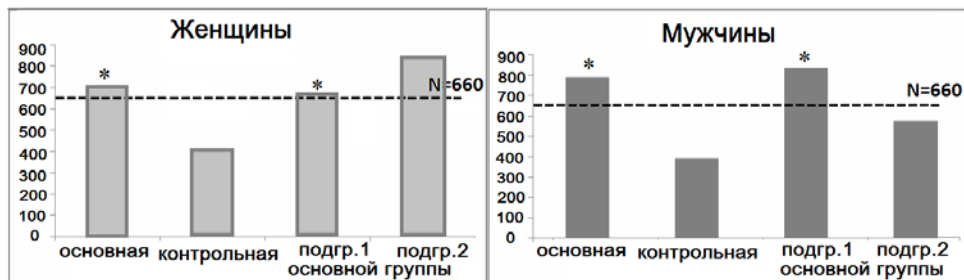 Женщины
900
800
700
600
500
400
300
200
100
0
*
*
N=660
основная
контрольная
подгр.1
подгр.2
основной группы
Мужчины
900
800
700
600
500
400
300
200
100
0
*
*
N=660
основная
контрольная
подгр.1
подгр.2
основной группы